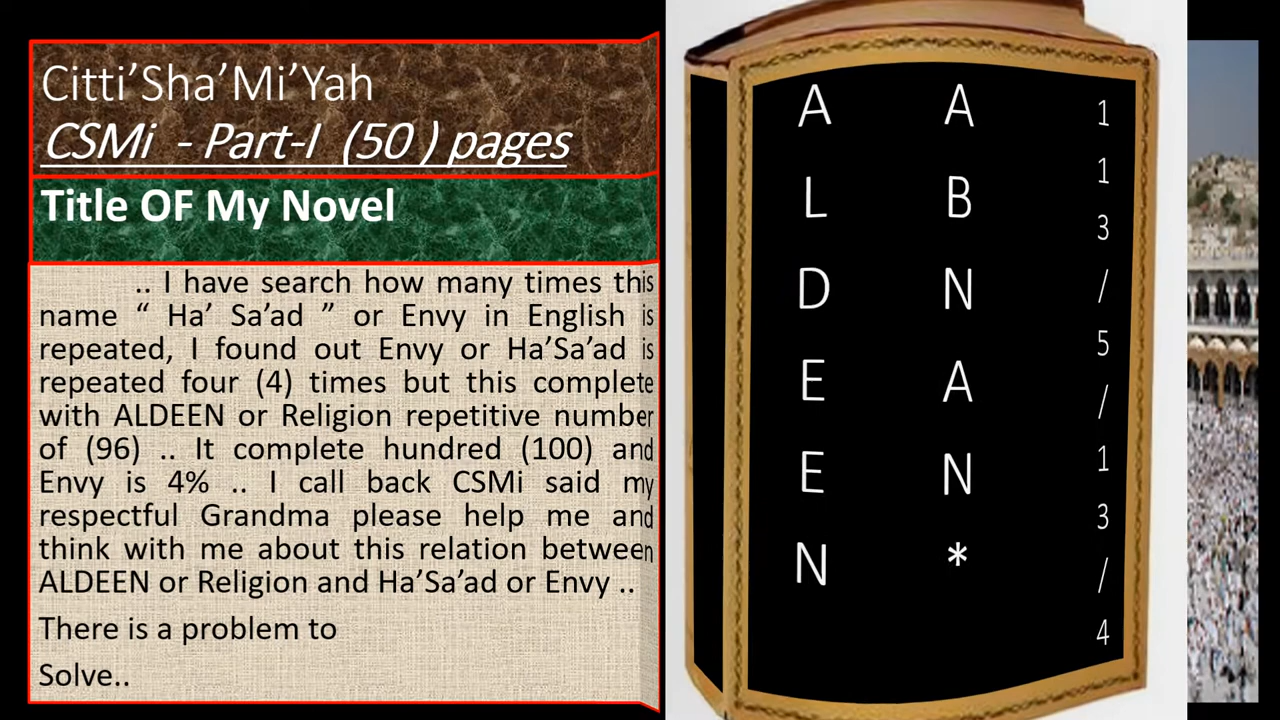 Citti’Sha’Mi’Yah
CSMi - Part-I (50 ) pages
Title OF My Novel
.. I have search how many times this
name “ Ha’ Sa’ad ” or Envy in English is
repeated, I found out Envy or Ha’Sa’ad is
repeated four (4) times but this complete
with ALDEEN or Religion repetitive number
of (96) .. It complete hundred (100) and
Envy is 4% .. I call back CSMi said my
respectful Grandma please help me and
think with me about this relation between
ALDEEN or Religion and Ha’Sa’ad or Envy ..
There is a problem to
Solve..
A
L
D
E
E
N
A
B
N
A
N
*
1
1
3
/
5
/
1
3
/
4